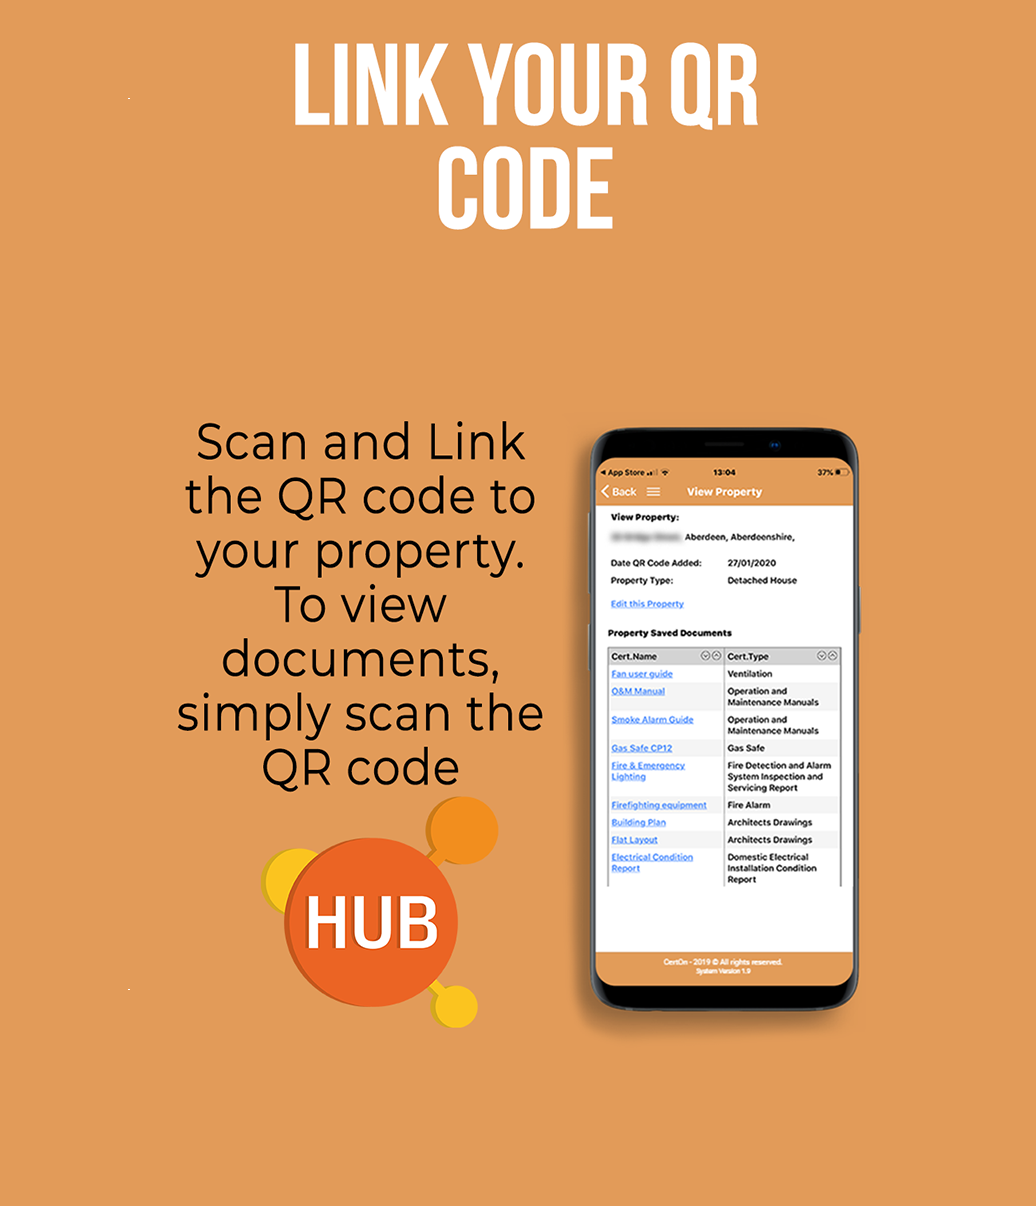 LINK YOUR QR
CODE
Scan and Link
the QR code to
your property.
To view
documents,
simply scan the
QR code
HUB
App Store
13:04
37%
Back
View Property
View Property:
Aberdeen, Aberdeenshire,
Date QR Code Added: 27/01/2020
Property Type: Detached House
Edit this Property
Property Saved Documents
Cert.Name Cert.Type
Fan user guide Ventilation
O&M Manual Operation and
Maintenance Manuals
Smoke Alarm Guide Operation and
Maintenance Manuals
Gas Safe CP12 Gas Safe
Fire & Emergency Fire Detection and Alarm
Lighting System Inspection and
Servicing Report
Firefighting equipment Fire Alarm
Building Plan Architects Drawings
Flat Layout Architects Drawings
Electrical Condition Domestic Electrical
Report Installation Condition
Report
CertOn - 2019 © All rights reserved.
System Version 1.9